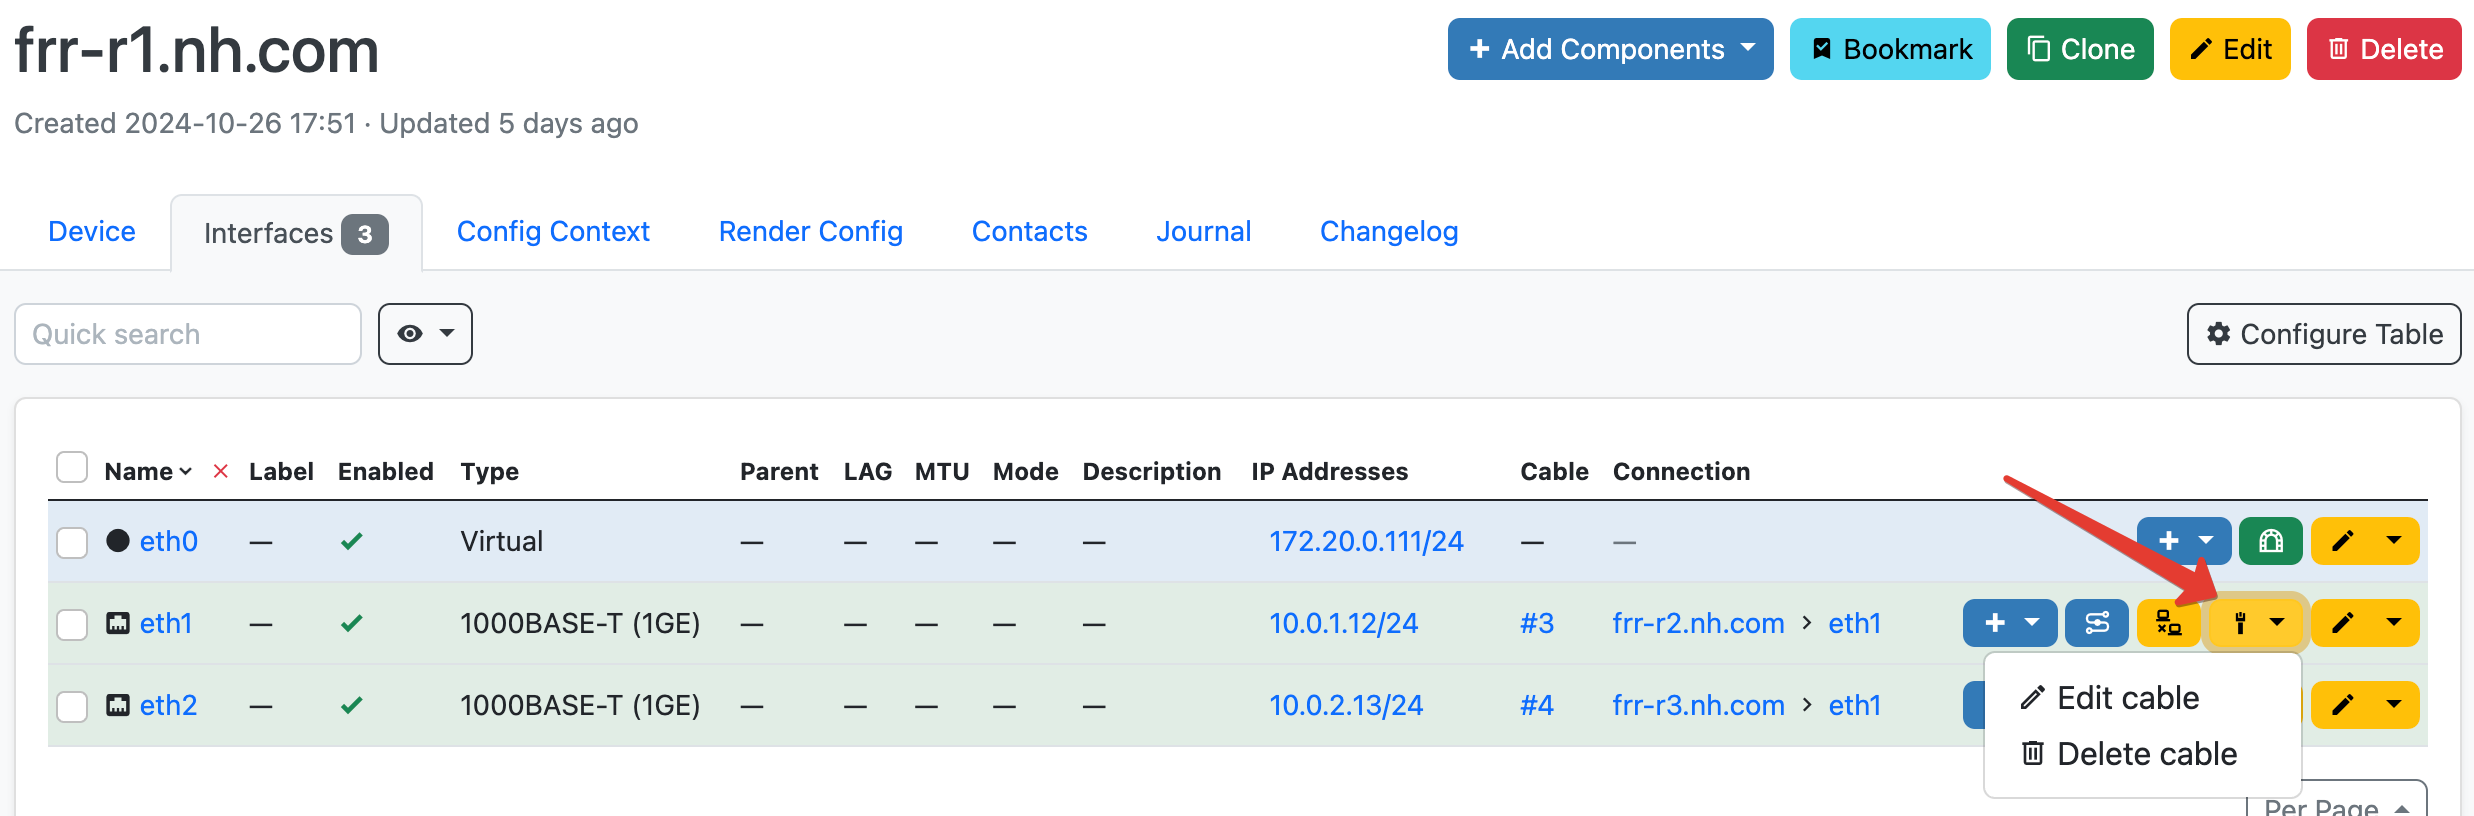 frr-r1.nh.com
Add Components Bookmark Clone Edit Delete
Created 2024-10-26 17:51 · Updated 5 days ago
Device Interfaces 3 Config Context Render Config Contacts Journal Changelog
Quick search
Configure Table
Name Label Enabled Type Parent LAG MTU Mode Description IP Addresses Cable Connection
eth0 — Virtual — — — — — 172.20.0.111/24 — —
eth1 — 1000BASE-T (1GE) — — — — — 10.0.1.12/24 #3 frr-r2.nh.com > eth1
eth2 — 1000BASE-T (1GE) — — — — — 10.0.2.13/24 #4 frr-r3.nh.com > eth1
Edit cable
Delete cable
Per Page